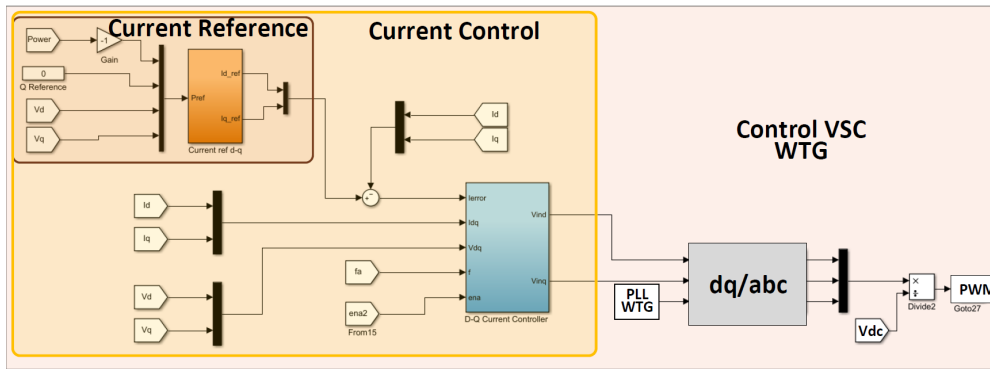 Current Reference
Current Control
Power
-1
Gain
0
Q Reference
Vd
Vq
Pref
Id_ref
Iq_ref
Current ref d-q
Id
Iq
Control VSC
WTG
-
+
Id
Iq
Vd
Vq
fa
ena2
From15
Ierror
Idq
Vdq
f
ena
Vind
Vinq
D-Q Current Controller
PLL
WTG
dq/abc
Vdc
×
÷
Divide2
PWM
Goto27